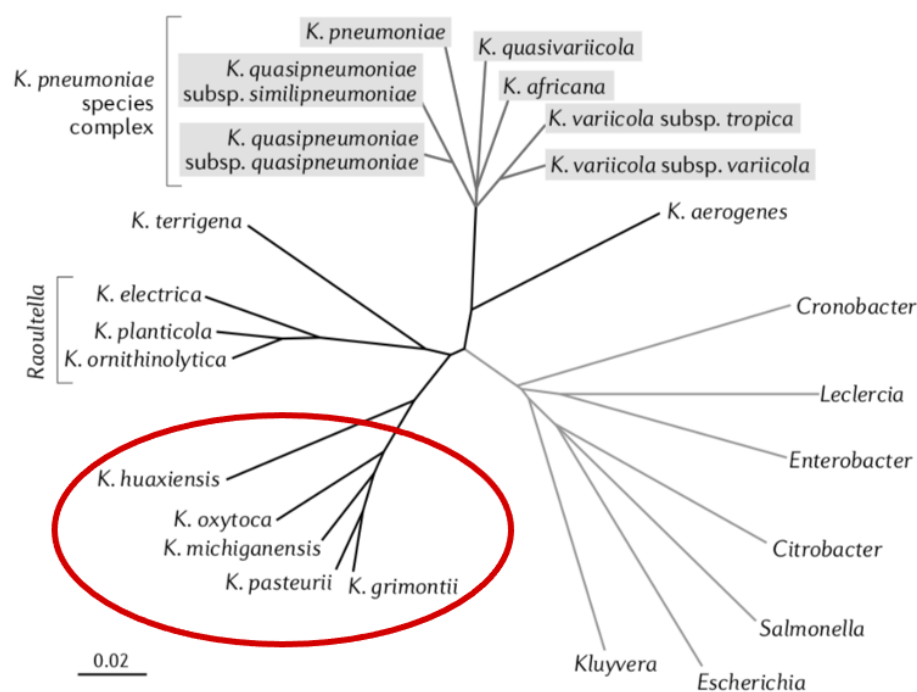 K. pneumoniae
species
complex
K. pneumoniae
K. quasivariicola
K. quasipneumoniae
subsp. similipneumoniae
K. africana
K. variicola subsp. tropica
K. quasipneumoniae
subsp. quasipneumoniae
K. variicola subsp. variicola
K. terrigena
K. aerogenes
Raoultella
K. electrica
K. planticola
K. ornithinolytica
Cronobacter
Leclercia
Enterobacter
K. huaxiensis
K. oxytoca
K. michiganensis
K. pasteurii
K. grimontii
Citrobacter
Salmonella
Kluyvera
Escherichia
0.02